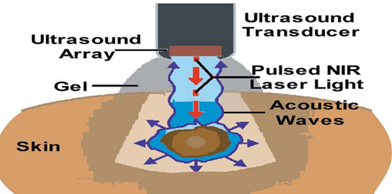 Ultrasound
Transducer
Ultrasound
Array
Pulsed NIR
Laser Light
Gel
Acoustic
Waves
Skin